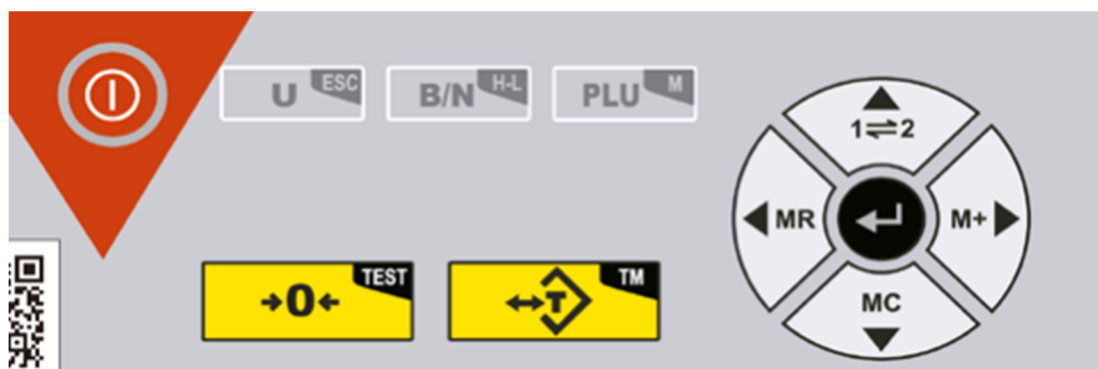 U ESC B/N H-L PLU M
1⇌2
MR M+
MC
→0← TEST ↔T TM